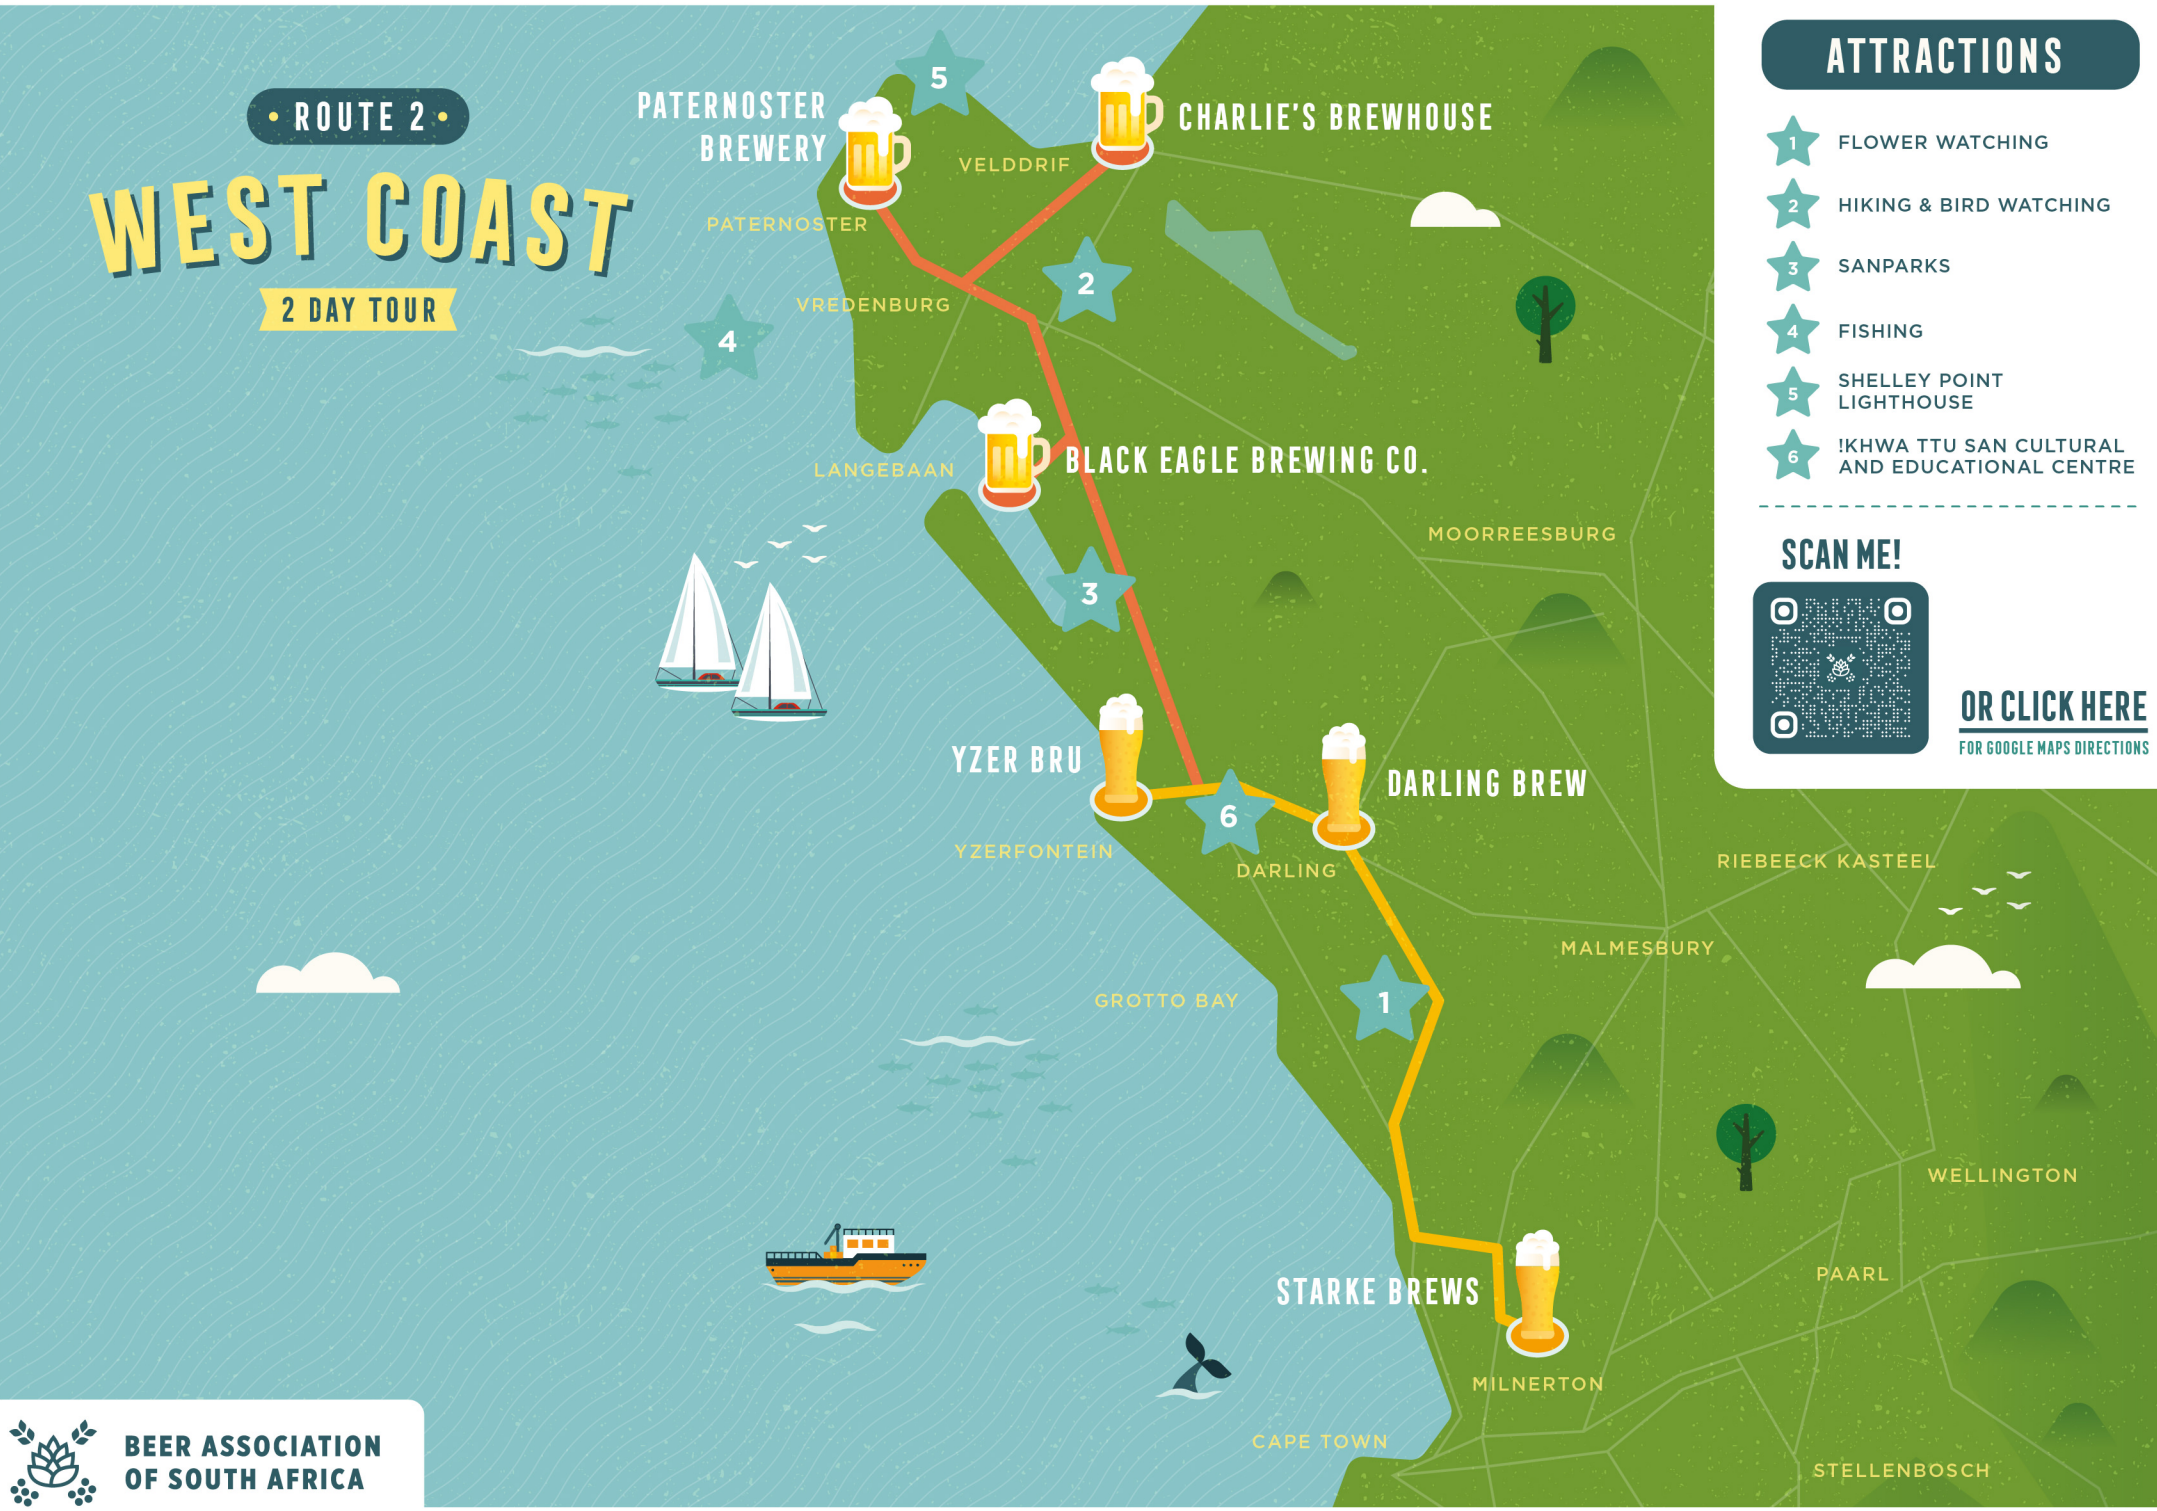 • ROUTE 2 •
WEST COAST
2 DAY TOUR
PATERNOSTER
BREWERY
5
CHARLIE'S BREWHOUSE
VELDDRIF
PATERNOSTER
2
VREDENBURG
4
BLACK EAGLE BREWING CO.
LANGEBAAN
MOORREESBURG
3
YZER BRU
DARLING BREW
6
YZERFONTEIN
DARLING
RIEBEECK KASTEEL
MALMESBURY
GROTTO BAY
1
WELLINGTON
PAARL
STARKE BREWS
MILNERTON
CAPE TOWN
STELLENBOSCH
ATTRACTIONS
1 FLOWER WATCHING
2 HIKING & BIRD WATCHING
3 SANPARKS
4 FISHING
5 SHELLEY POINT
LIGHTHOUSE
6 !KHWA TTU SAN CULTURAL
AND EDUCATIONAL CENTRE
SCAN ME!
OR CLICK HERE
FOR GOOGLE MAPS DIRECTIONS
BEER ASSOCIATION
OF SOUTH AFRICA